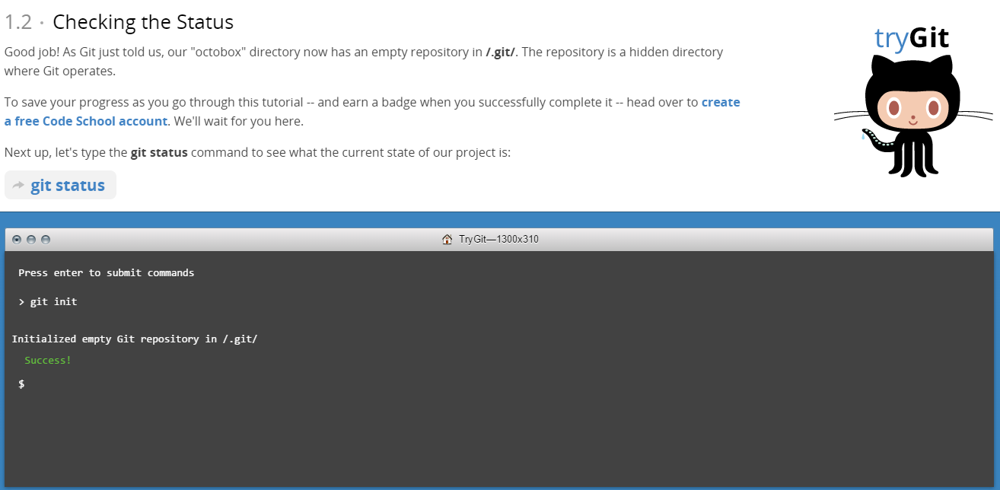 1.2 · Checking the Status
tryGit
Good job! As Git just told us, our "octobox" directory now has an empty repository in /.git/. The repository is a hidden directory
where Git operates.
To save your progress as you go through this tutorial -- and earn a badge when you successfully complete it -- head over to create
a free Code School account. We'll wait for you here.
Next up, let's type the git status command to see what the current state of our project is:
git status
TryGit—1300x310
Press enter to submit commands
> git init
Initialized empty Git repository in /.git/
Success!
$